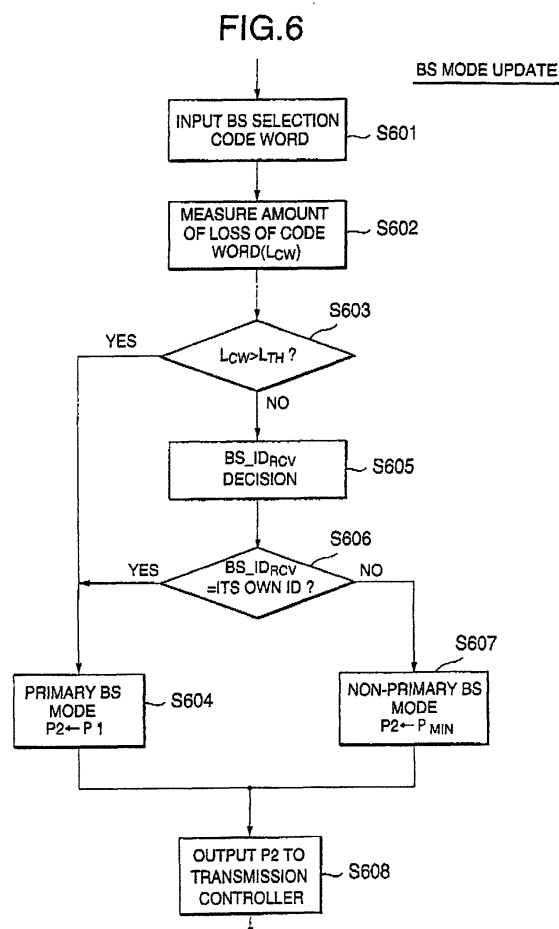 FIG.6
BS MODE UPDATE
INPUT BS SELECTION
CODE WORD
S601
MEASURE AMOUNT
OF LOSS OF CODE
WORD(LCW)
S602
S603
YES
LCW>LTH ?
NO
BS_IDRCV
DECISION
S605
S606
YES
BS_IDRCV
=ITS OWN ID ?
NO
S607
PRIMARY BS
MODE
P2←P1
S604
NON-PRIMARY BS
MODE
P2←PMIN
OUTPUT P2 TO
TRANSMISSION
CONTROLLER
S608